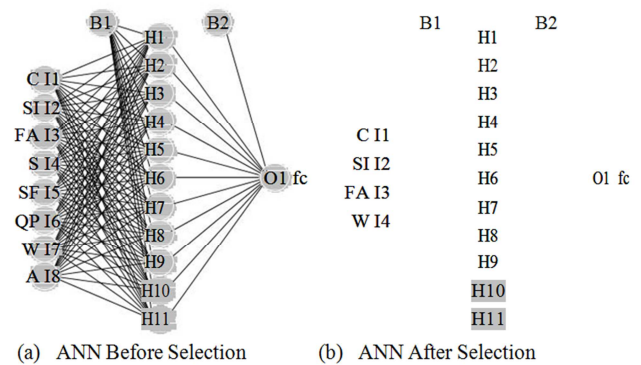 B1
B2
H1
H2
H3
H4
H5
H6
H7
H8
H9
H10
H11
C I1
SI I2
FA I3
S I4
SF I5
QP I6
W I7
A I8
O1 fc
(a) ANN Before Selection
B1
B2
H1
H2
H3
H4
H5
H6
H7
H8
H9
H10
H11
C I1
SI I2
FA I3
W I4
O1 fc
(b) ANN After Selection